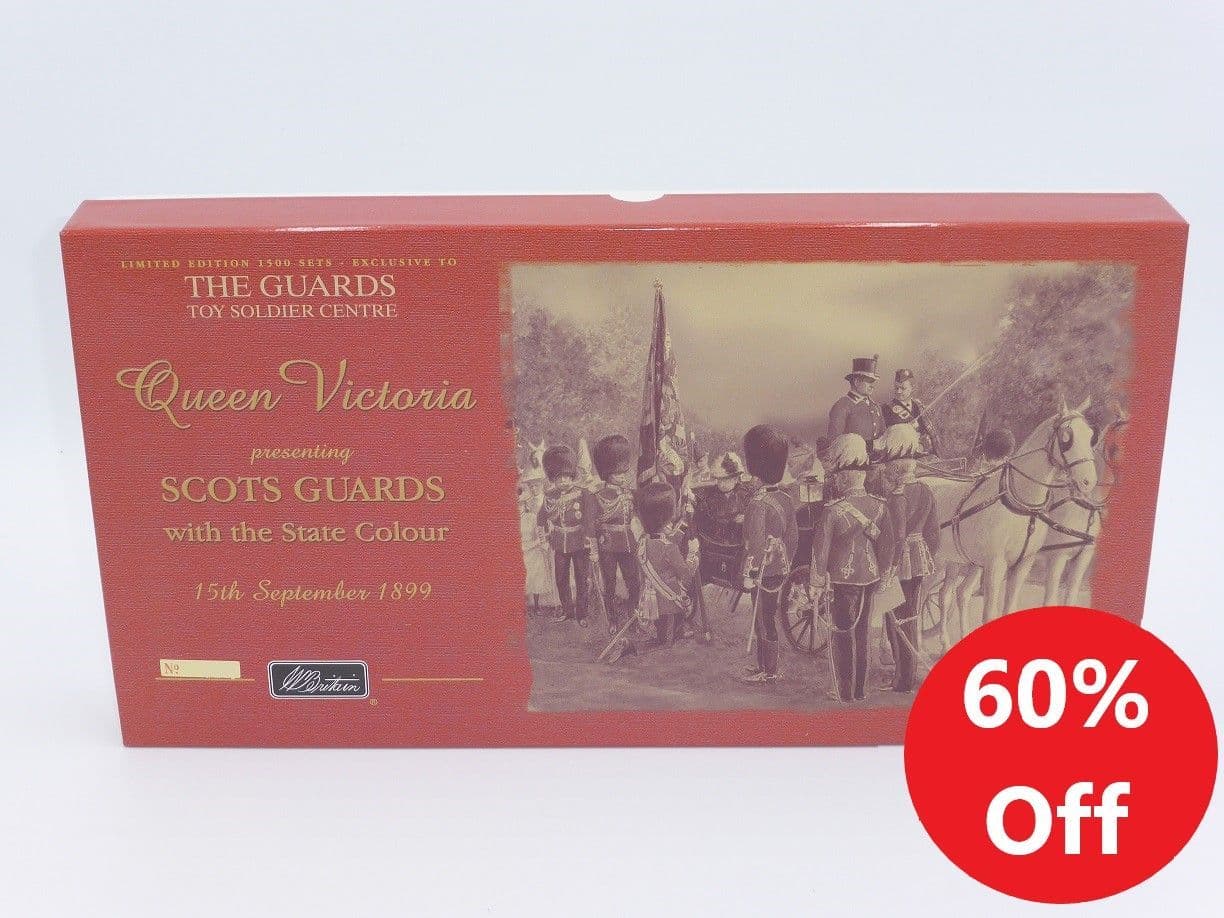 LIMITED EDITION 1500 SETS - EXCLUSIVE TO
THE GUARDS
TOY SOLDIER CENTRE
Queen Victoria
presenting
SCOTS GUARDS
with the State Colour
15th September 1899
Nº
W Britain
®
60%
Off